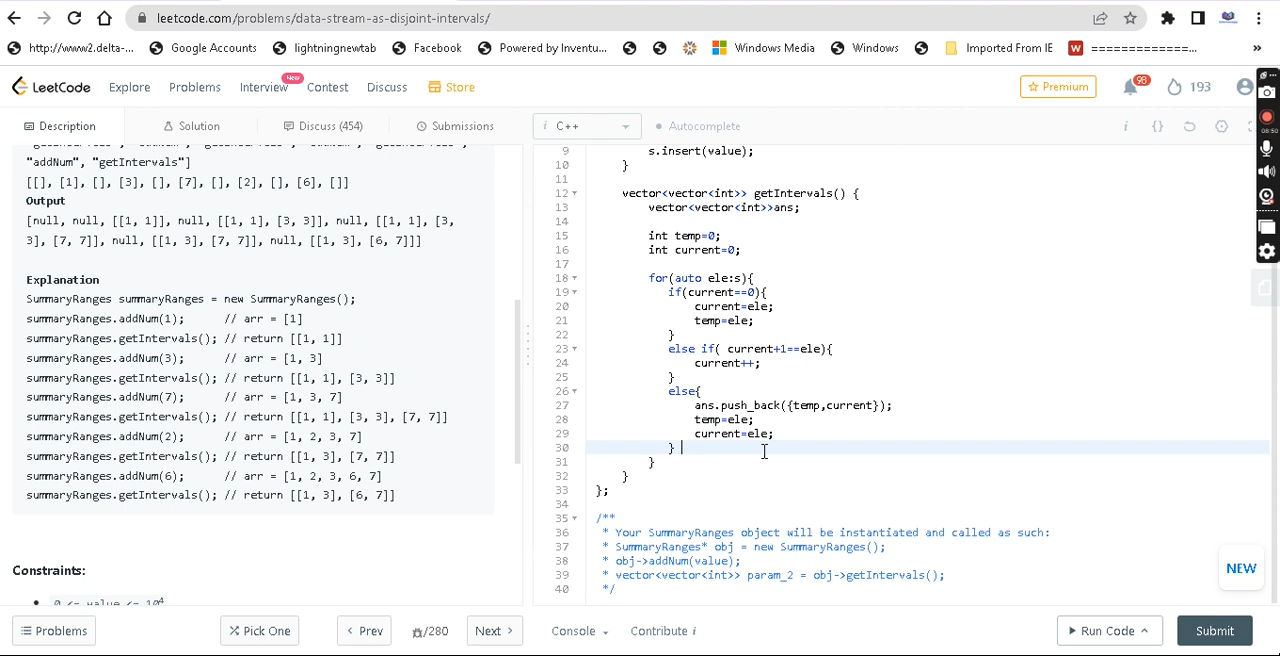 leetcode.com/problems/data-stream-as-disjoint-intervals/
http://www2.delta-... Google Accounts lightningnewtab Facebook Powered by Inventu... Windows Media Windows Imported From IE W ============... »
LeetCode Explore Problems Interview New Contest Discuss Store Premium 98 193
Description Solution Discuss (454) Submissions i C++ Autocomplete i {}
08:50
"addNum", "getIntervals"]
[[], [1], [], [3], [], [7], [], [2], [], [6], []]
Output
[null, null, [[1, 1]], null, [[1, 1], [3, 3]], null, [[1, 1], [3,
3], [7, 7]], null, [[1, 3], [7, 7]], null, [[1, 3], [6, 7]]]
Explanation
SummaryRanges summaryRanges = new SummaryRanges();
summaryRanges.addNum(1); // arr = [1]
summaryRanges.getIntervals(); // return [[1, 1]]
summaryRanges.addNum(3); // arr = [1, 3]
summaryRanges.getIntervals(); // return [[1, 1], [3, 3]]
summaryRanges.addNum(7); // arr = [1, 3, 7]
summaryRanges.getIntervals(); // return [[1, 1], [3, 3], [7, 7]]
summaryRanges.addNum(2); // arr = [1, 2, 3, 7]
summaryRanges.getIntervals(); // return [[1, 3], [7, 7]]
summaryRanges.addNum(6); // arr = [1, 2, 3, 6, 7]
summaryRanges.getIntervals(); // return [[1, 3], [6, 7]]
Constraints:
0 <= value <= 10^4
9 s.insert(value);
10 }
11
12 vector<vector<int>> getIntervals() {
13 vector<vector<int>>ans;
14
15 int temp=0;
16 int current=0;
17
18 for(auto ele:s){
19 if(current==0){
20 current=ele;
21 temp=ele;
22 }
23 else if( current+1==ele){
24 current++;
25 }
26 else{
27 ans.push_back({temp,current});
28 temp=ele;
29 current=ele;
30 }
31 }
32 }
33 };
34
35 /**
36 * Your SummaryRanges object will be instantiated and called as such:
37 * SummaryRanges* obj = new SummaryRanges();
38 * obj->addNum(value);
39 * vector<vector<int>> param_2 = obj->getIntervals();
40 */
NEW
Problems Pick One Prev /280 Next Console Contribute i Run Code Submit